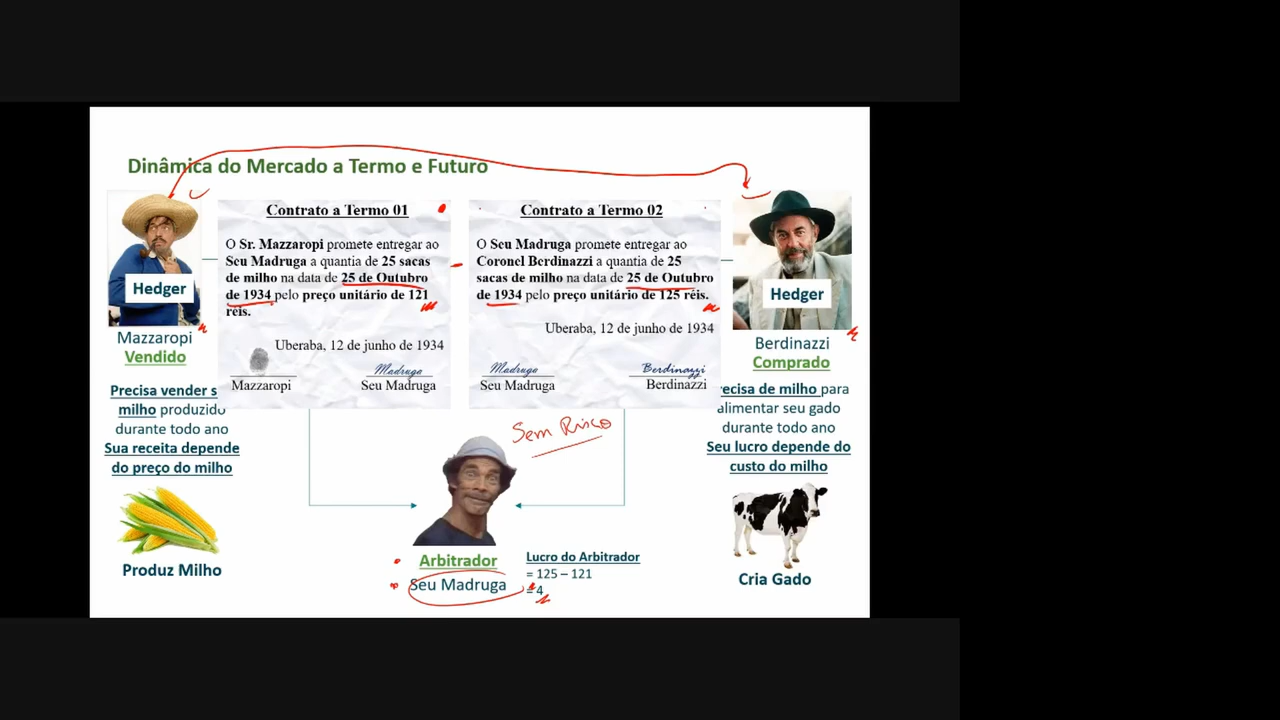 Dinâmica do Mercado a Termo e Futuro
Hedger
Mazzaropi
Vendido
Precisa vender s
milho produzido
durante todo ano
Sua receita depende
do preço do milho
Produz Milho
Contrato a Termo 01
O Sr. Mazzaropi promete entregar ao
Seu Madruga a quantia de 25 sacas
de milho na data de 25 de Outubro
de 1934 pelo preço unitário de 121
réis.
Uberaba, 12 de junho de 1934
Madruga
Mazzaropi Seu Madruga
Contrato a Termo 02
O Seu Madruga promete entregar ao
Coronel Berdinazzi a quantia de 25
sacas de milho na data de 25 de Outubro
de 1934 pelo preço unitário de 125 réis.
Uberaba, 12 de junho de 1934
Madruga Berdinazzi
Seu Madruga Berdinazzi
Hedger
Berdinazzi
Comprado
recisa de milho para
alimentar seu gado
durante todo ano
Seu lucro depende do
custo do milho
Cria Gado
Sem Risco
Arbitrador
Seu Madruga
Lucro do Arbitrador
= 125 – 121
= 4